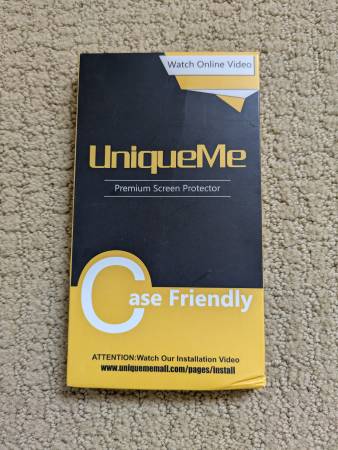 Watch Online Video
UniqueMe
Premium Screen Protector
Case Friendly
ATTENTION:Watch Our Installation Video
www.uniquememall.com/pages/install